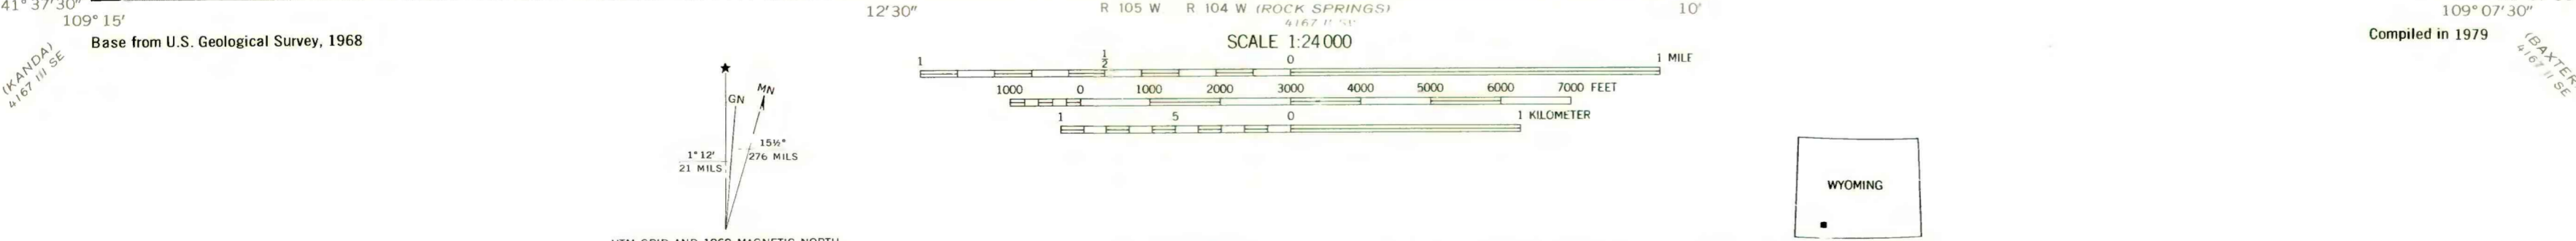 41° 37' 30"
109° 15'
12'30"
R 105 W R 104 W (ROCK SPRINGS)
4167 II SW
10'
109° 07' 30"
(KANDA)
4167 III SE
Base from U.S. Geological Survey, 1968
SCALE 1:24 000
Compiled in 1979
(BAXTER
4167 II SE
1 1/2 0 1 MILE
1000 0 1000 2000 3000 4000 5000 6000 7000 FEET
1 5 0 1 KILOMETER
★
GN
MN
1° 12'
21 MILS
15½°
276 MILS
WYOMING